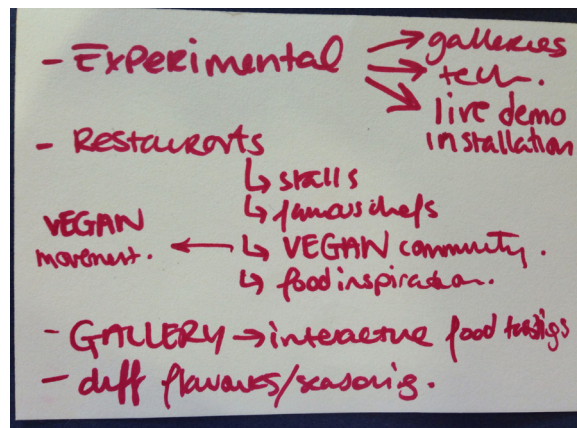 - Experimental → galleries
→ tech.
→ live demo
installation
- Restaurants
↳ stalls
↳ famous chefs
VEGAN movement. ← ↳ VEGAN community.
↳ food inspiration.
- GALLERY → interactive food tastings
- diff flavours/seasoning.